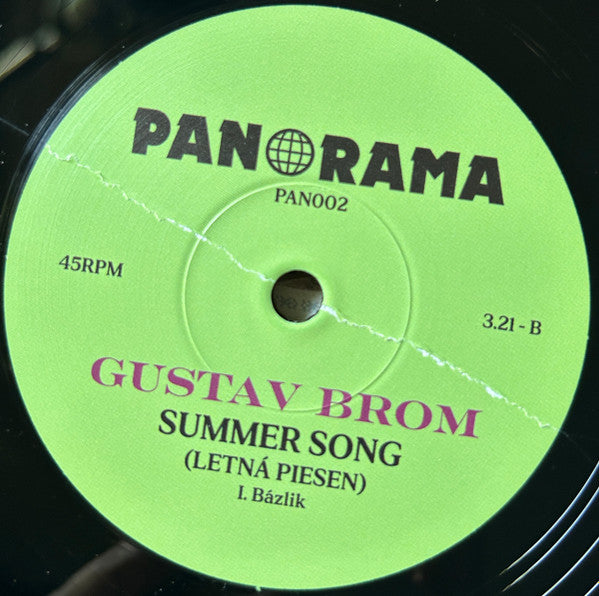 PANORAMA
PAN002
45RPM
3.21 - B
GUSTAV BROM
SUMMER SONG
(LETNÁ PIESEN)
I. Bázlik